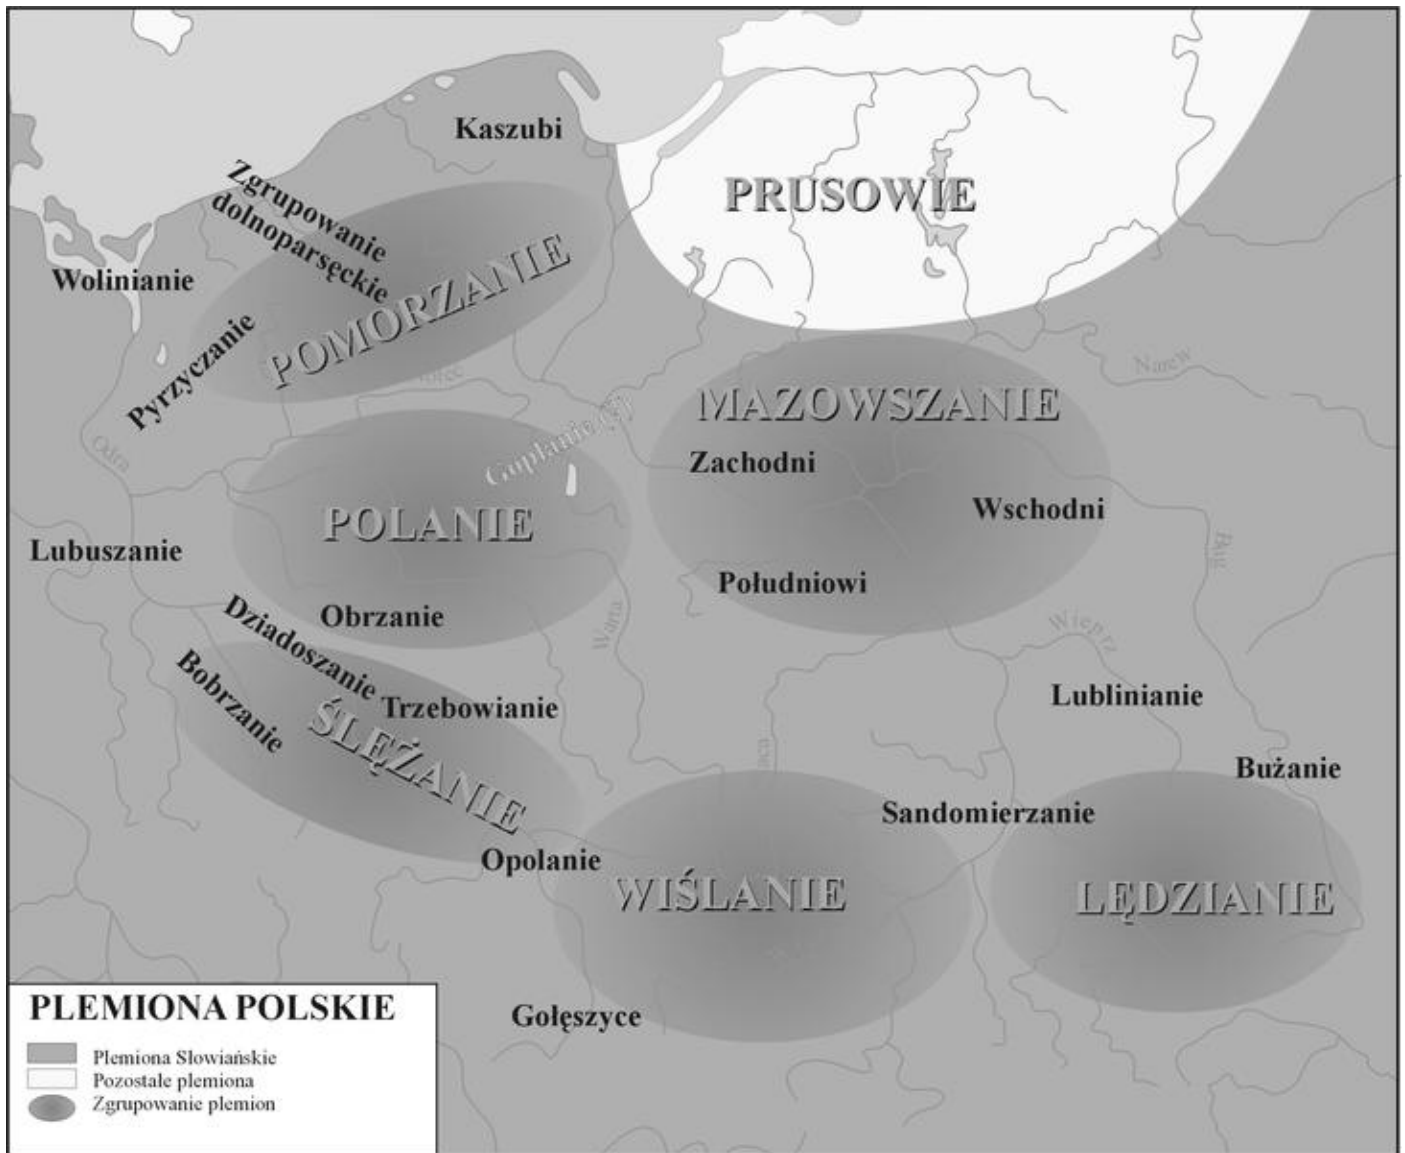 Kaszubi
PRUSOWIE
Zgrupowanie
dolnoparsęckie
Wolinianie
POMORZANIE
Pyrzyczanie
Narew
MAZOWSZANIE
Goplanie (?)
Odra
Zachodni
Wschodni
POLANIE
Lubuszanie
Bug
Południowi
Obrzanie
Dziadoszanie
Warta
Wieprz
Bobrzanie
Trzebowianie
Lublinianie
ŚLĘŻANIE
Bużanie
Sandomierzanie
Opolanie
WIŚLANIE
LĘDZIANIE
Gołęszyce
PLEMIONA POLSKIE
Plemiona Słowiańskie
Pozostałe plemiona
Zgrupowanie plemion